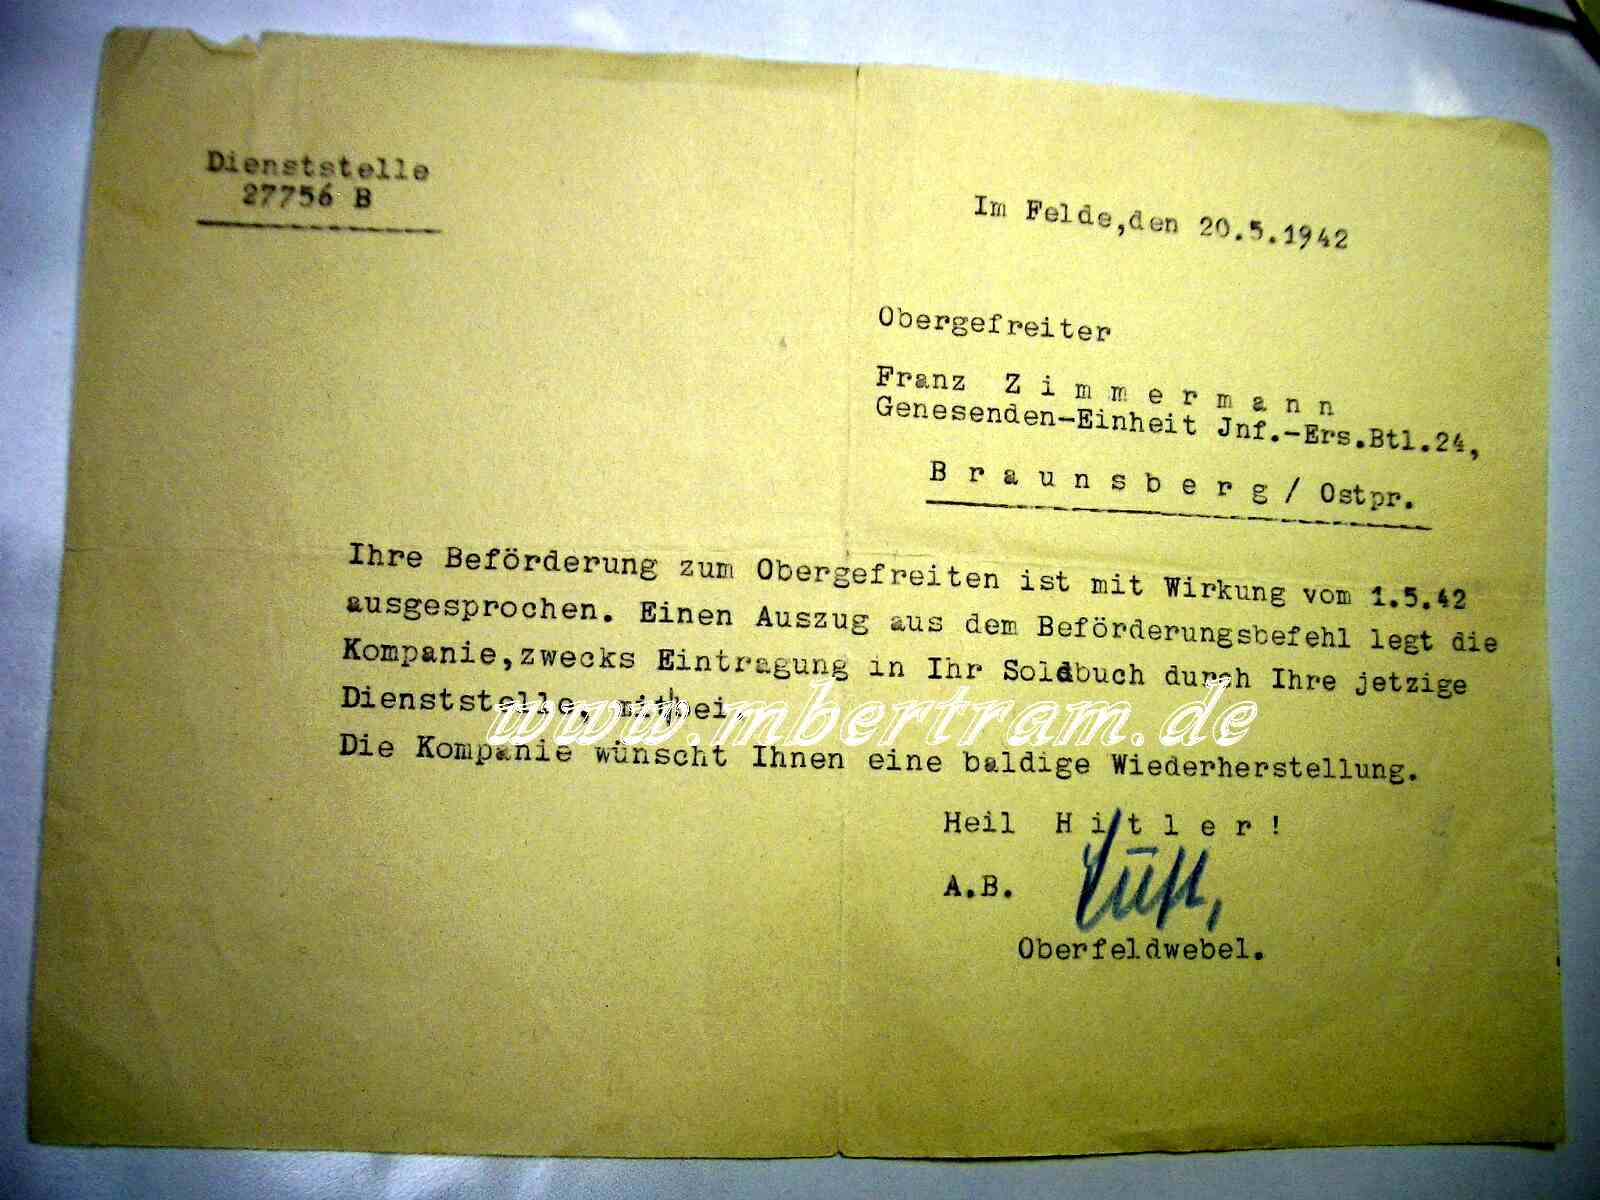 Dienststelle
27756 B
Im Felde,den 20.5.1942
Obergefreiter
Franz Z i m m e r m a n n
Genesenden-Einheit Jnf.-Ers.Btl.24,
B r a u n s b e r g / Ostpr.
Ihre Beförderung zum Obergefreiten ist mit Wirkung vom 1.5.42
ausgesprochen. Einen Auszug aus dem Beförderungsbefehl legt die
Kompanie,zwecks Eintragung in Ihr Soldbuch durch Ihre jetzige
Dienststelle, mit bei.
www.mbertram.de
Die Kompanie wünscht Ihnen eine baldige Wiederherstellung.
Heil H i t l e r !
A.B.
Oberfeldwebel.